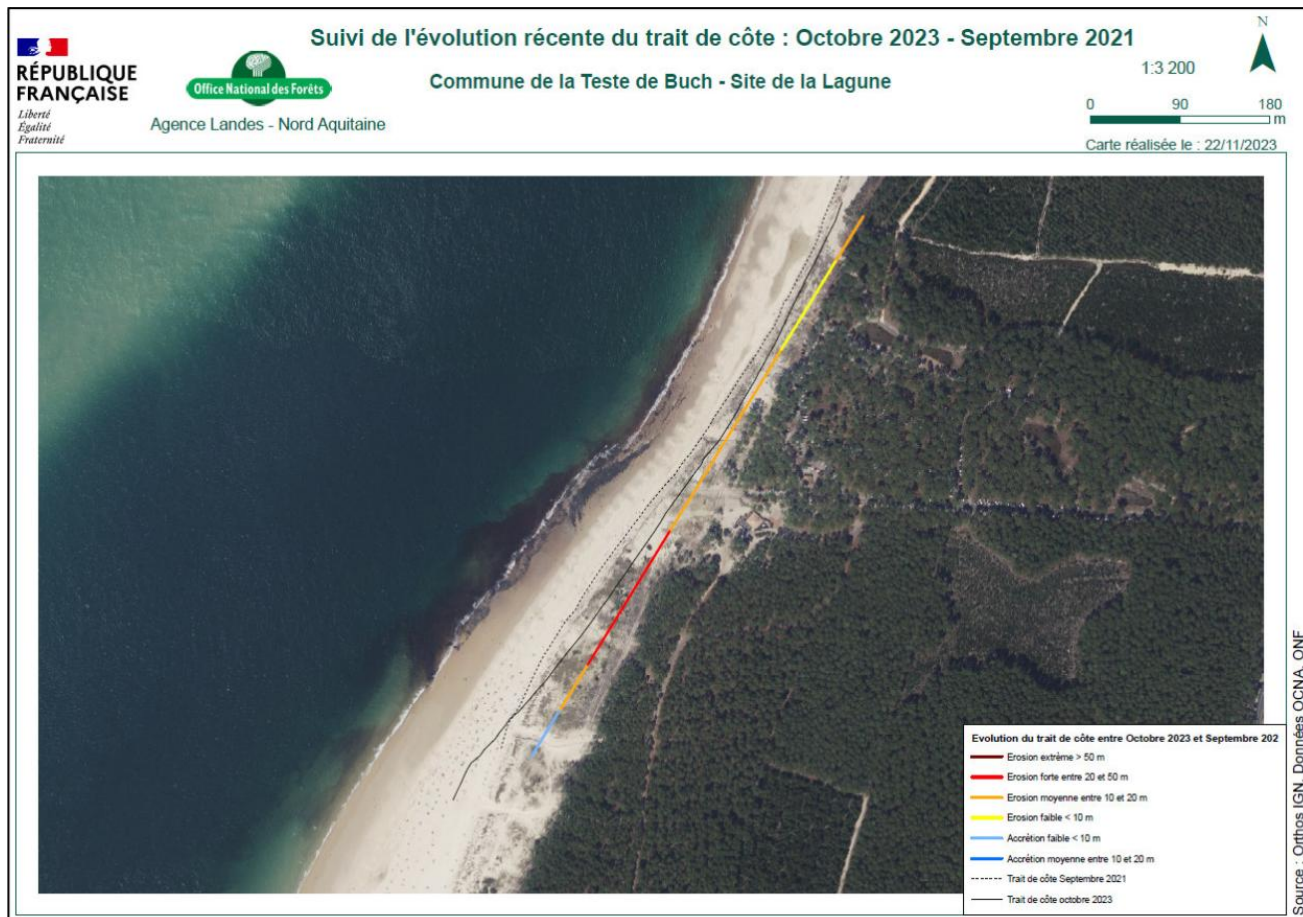 RÉPUBLIQUE
FRANÇAISE
Liberté
Égalité
Fraternité
Office National des Forêts
Agence Landes - Nord Aquitaine
Suivi de l'évolution récente du trait de côte : Octobre 2023 - Septembre 2021
Commune de la Teste de Buch - Site de la Lagune
N
1:3 200
0 90 180
m
Carte réalisée le : 22/11/2023
Evolution du trait de côte entre Octobre 2023 et Septembre 202
Erosion extrême > 50 m
Erosion forte entre 20 et 50 m
Erosion moyenne entre 10 et 20 m
Erosion faible < 10 m
Accrétion faible < 10 m
Accrétion moyenne entre 10 et 20 m
Trait de côte Septembre 2021
Trait de côte octobre 2023
Source : Orthos IGN, Données OCNA, ONF